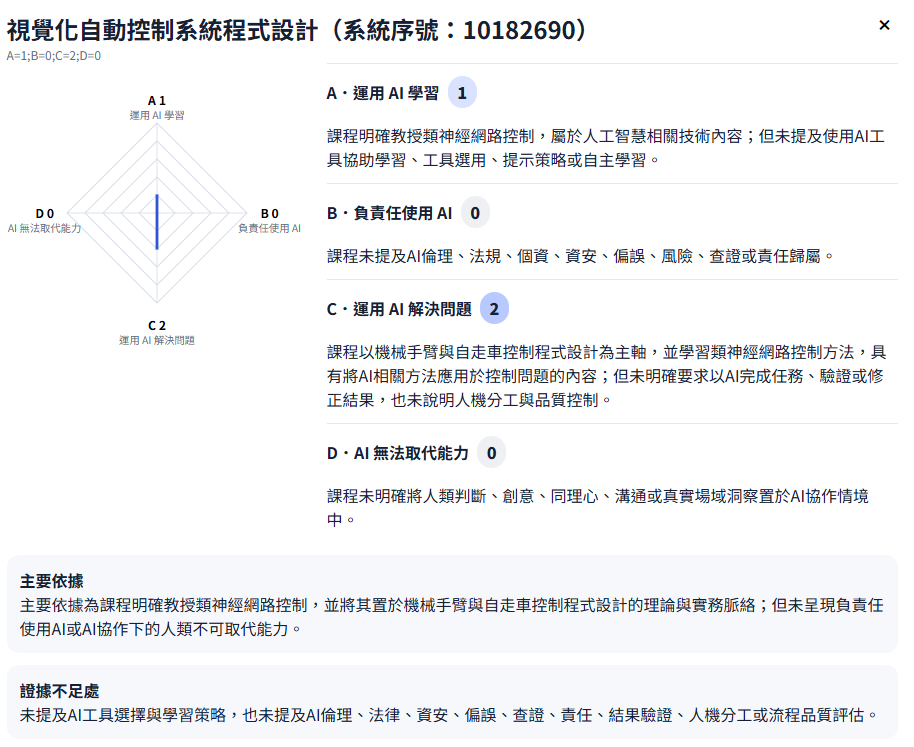 視覺化自動控制系統程式設計（系統序號：10182690）
×
A=1;B=0;C=2;D=0
A 1
運用 AI 學習
D 0
AI 無法取代能力
B 0
負責任使用 AI
C 2
運用 AI 解決問題
A・運用 AI 學習 1
課程明確教授類神經網路控制，屬於人工智慧相關技術內容；但未提及使用AI工
具協助學習、工具選用、提示策略或自主學習。
B・負責任使用 AI 0
課程未提及AI倫理、法規、個資、資安、偏誤、風險、查證或責任歸屬。
C・運用 AI 解決問題 2
課程以機械手臂與自走車控制程式設計為主軸，並學習類神經網路控制方法，具
有將AI相關方法應用於控制問題的內容；但未明確要求以AI完成任務、驗證或修
正結果，也未說明人機分工與品質控制。
D・AI 無法取代能力 0
課程未明確將人類判斷、創意、同理心、溝通或真實場域洞察置於AI協作情境
中。
主要依據
主要依據為課程明確教授類神經網路控制，並將其置於機械手臂與自走車控制程式設計的理論與實務脈絡；但未呈現負責任
使用AI或AI協作下的人類不可取代能力。
證據不足處
未提及AI工具選擇與學習策略，也未提及AI倫理、法律、資安、偏誤、查證、責任、結果驗證、人機分工或流程品質評估。